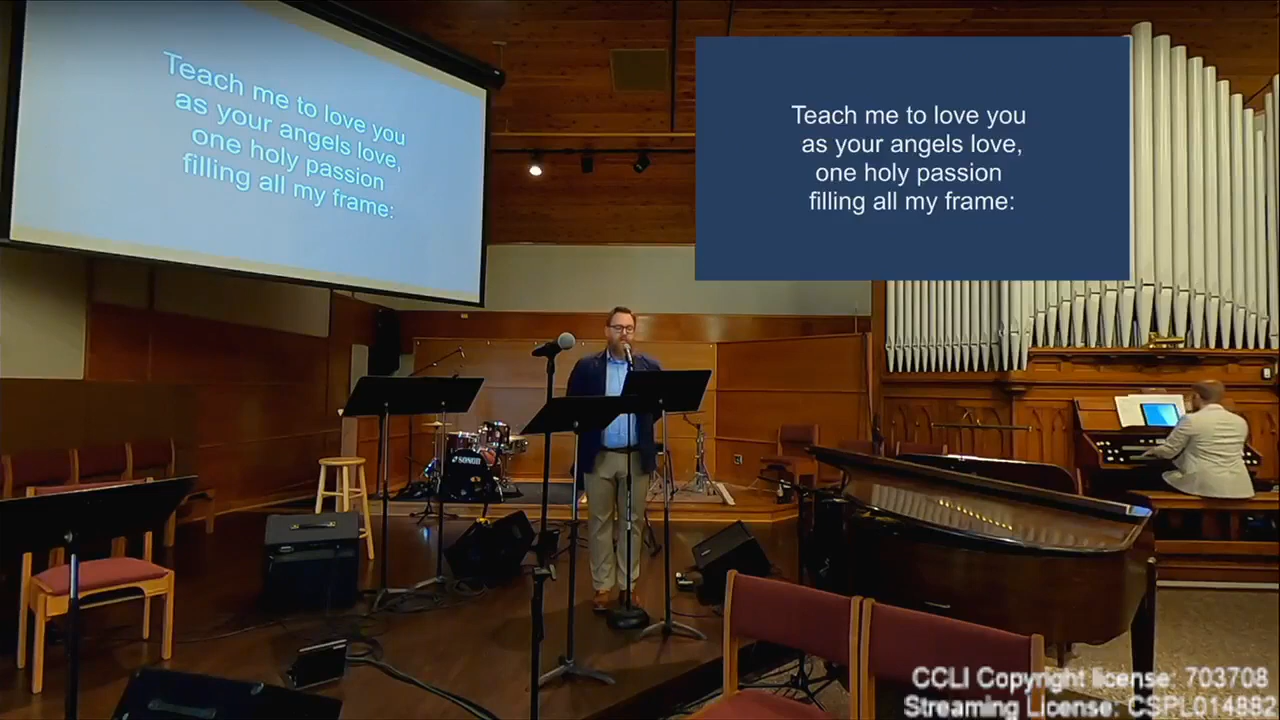 Teach me to love you
as your angels love,
one holy passion
filling all my frame:
Teach me to love you
as your angels love,
one holy passion
filling all my frame:
SONOR
CCLI Copyright license: 703708
Streaming License: CSPL014882